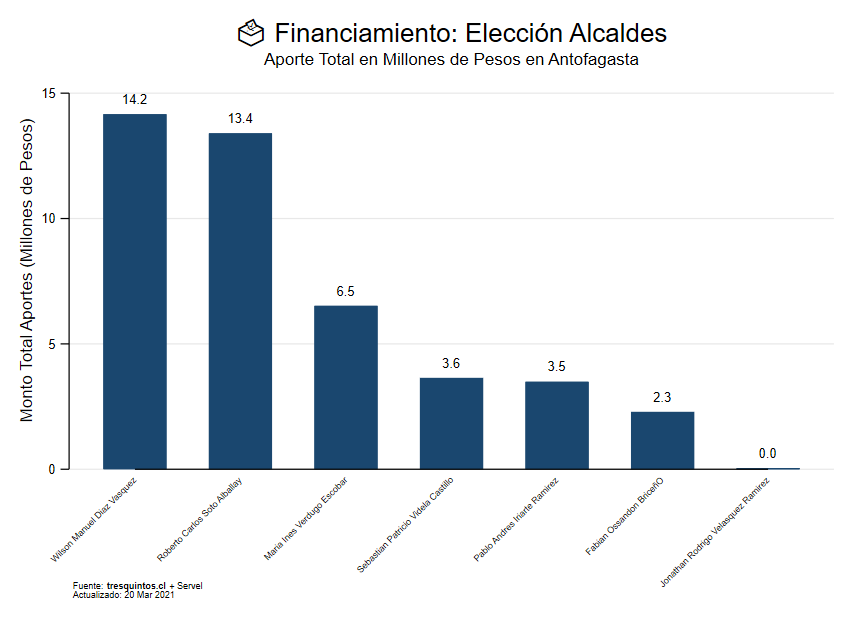 Financiamiento: Elección Alcaldes
Aporte Total en Millones de Pesos en Antofagasta
Monto Total Aportes (Millones de Pesos)
15
10
5
0
14.2
13.4
6.5
3.6
3.5
2.3
0.0
Wilson Manuel Diaz Vasquez
Roberto Carlos Soto Alballay
Maria Ines Verdugo Escobar
Sebastian Patricio Videla Castillo
Pablo Andres Iriarte Ramirez
Fabian Ossandon BriceñO
Jonathan Rodrigo Velasquez Ramirez
Fuente: tresquintos.cl + Servel
Actualizado: 20 Mar 2021